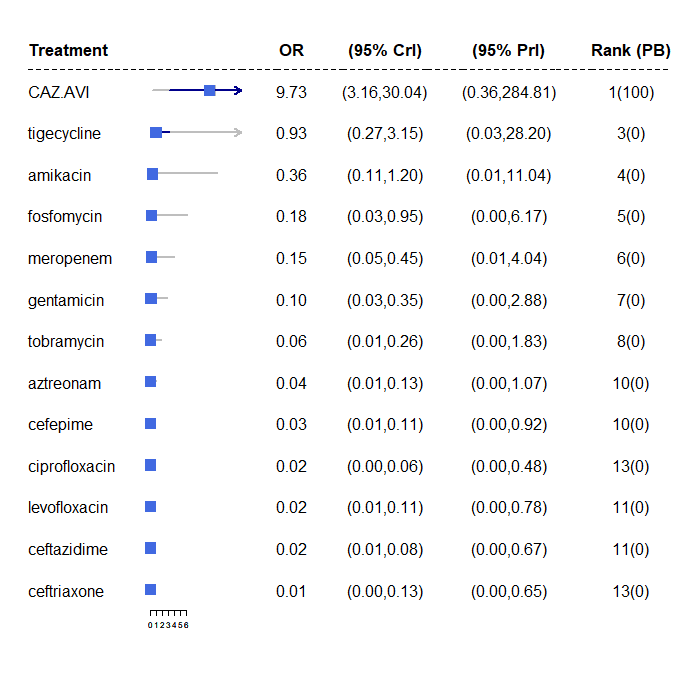 Treatment OR (95% CrI) (95% PrI) Rank (PB)
CAZ.AVI 9.73 (3.16,30.04) (0.36,284.81) 1(100)
tigecycline 0.93 (0.27,3.15) (0.03,28.20) 3(0)
amikacin 0.36 (0.11,1.20) (0.01,11.04) 4(0)
fosfomycin 0.18 (0.03,0.95) (0.00,6.17) 5(0)
meropenem 0.15 (0.05,0.45) (0.01,4.04) 6(0)
gentamicin 0.10 (0.03,0.35) (0.00,2.88) 7(0)
tobramycin 0.06 (0.01,0.26) (0.00,1.83) 8(0)
aztreonam 0.04 (0.01,0.13) (0.00,1.07) 10(0)
cefepime 0.03 (0.01,0.11) (0.00,0.92) 10(0)
ciprofloxacin 0.02 (0.00,0.06) (0.00,0.48) 13(0)
levofloxacin 0.02 (0.01,0.11) (0.00,0.78) 11(0)
ceftazidime 0.02 (0.01,0.08) (0.00,0.67) 11(0)
ceftriaxone 0.01 (0.00,0.13) (0.00,0.65) 13(0)
0 1 2 3 4 5 6